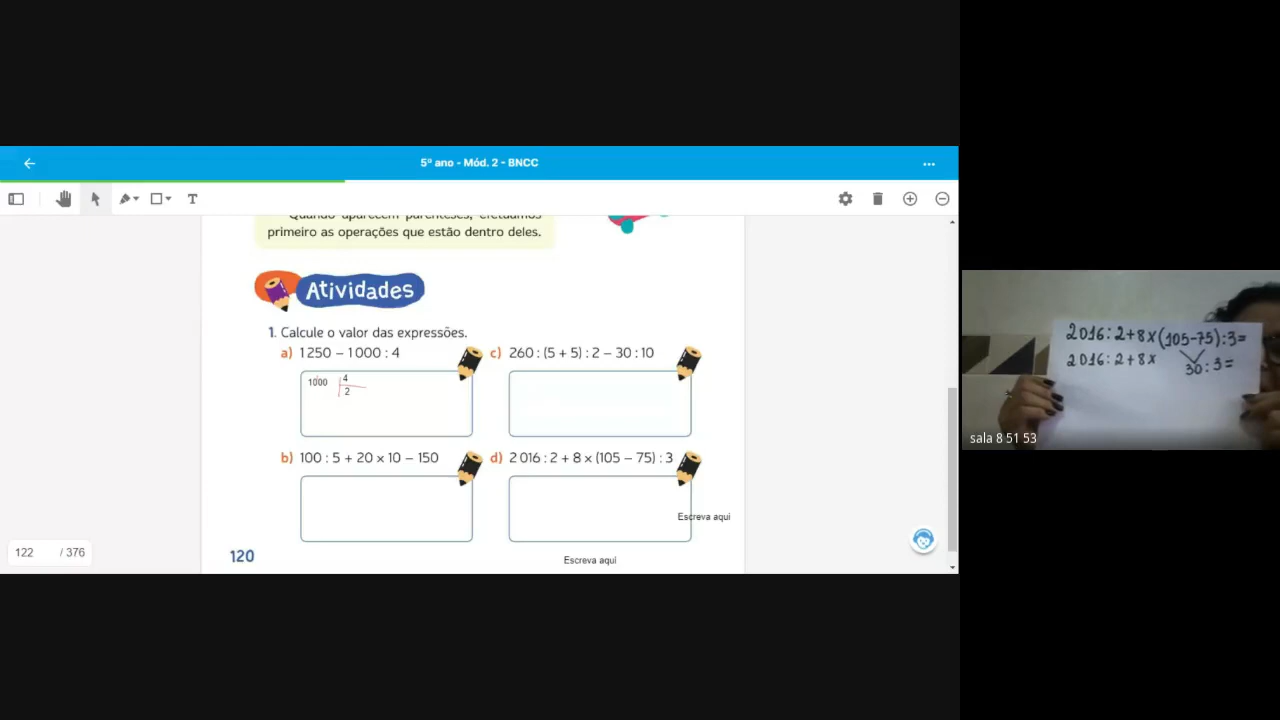 5º ano - Mód. 2 - BNCC
Quando aparecem parênteses, efetuamos
primeiro as operações que estão dentro deles.
Atividades
1. Calcule o valor das expressões.
a) 1 250 – 1 000 : 4
1000 4
2
c) 260 : (5 + 5) : 2 – 30 : 10
b) 100 : 5 + 20 x 10 – 150
d) 2 016 : 2 + 8 x (105 – 75) : 3
Escreva aqui
Escreva aqui
120
122 / 376
2016:2+8x(105-75):3=
2016:2+8x 30:3=
sala 8 51 53